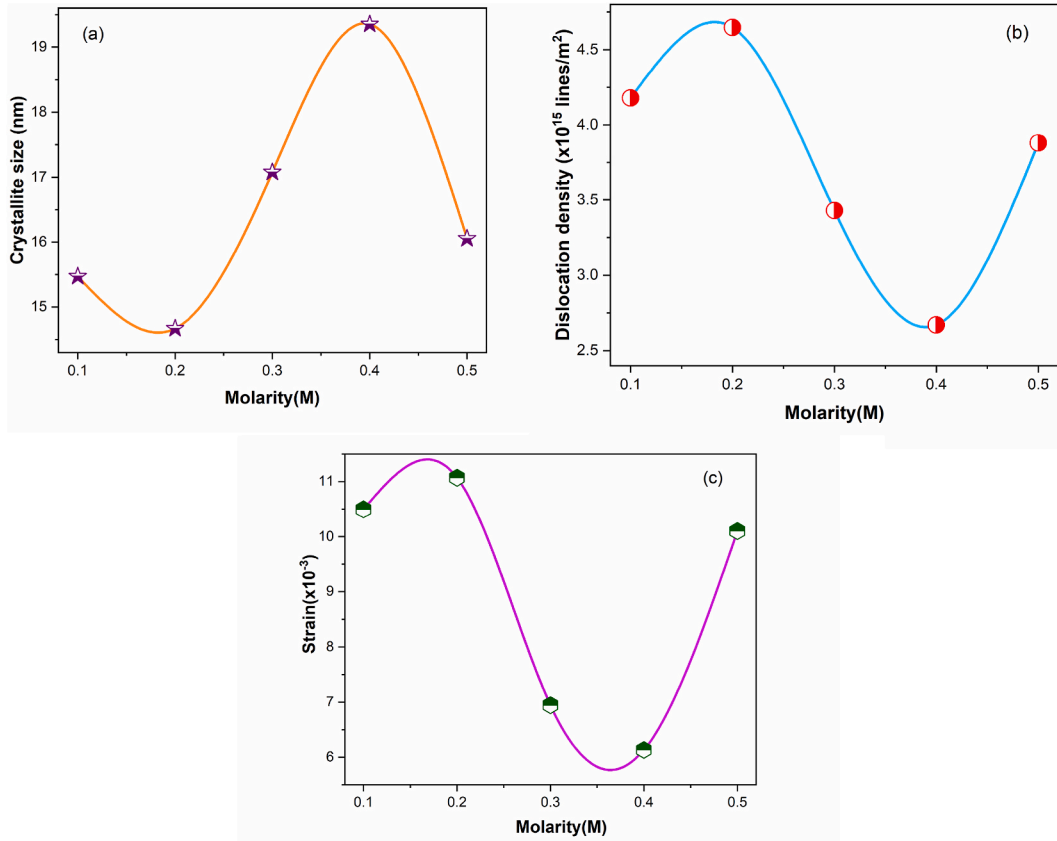 (a)
Crystallite size (nm)
19
18
17
16
15
0.1 0.2 0.3 0.4 0.5
Molarity(M)
(b)
Dislocation density (x10¹⁵ lines/m²)
4.5
4.0
3.5
3.0
2.5
0.1 0.2 0.3 0.4 0.5
Molarity(M)
(c)
Strain(x10⁻³)
11
10
9
8
7
6
0.1 0.2 0.3 0.4 0.5
Molarity(M)